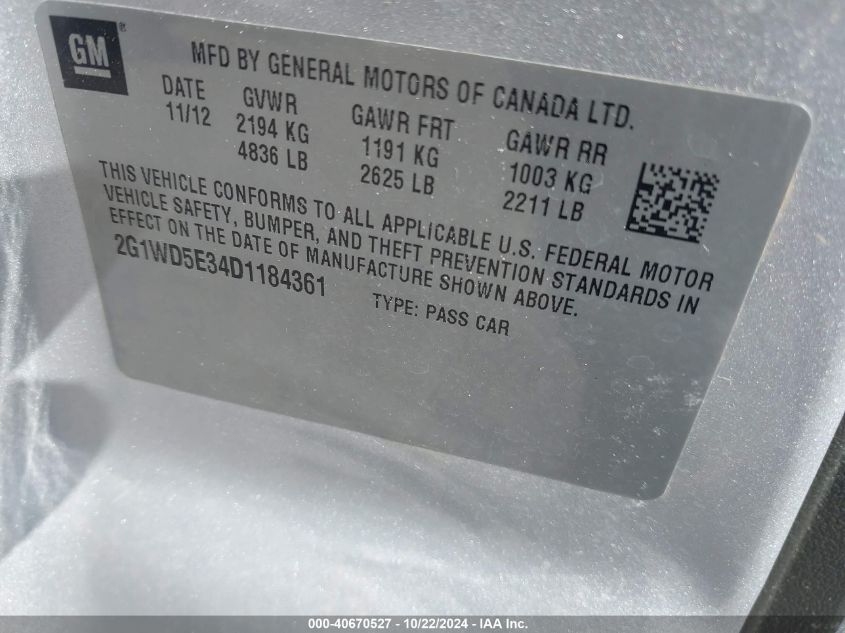 GM®
MFD BY GENERAL MOTORS OF CANADA LTD.
DATE GVWR GAWR FRT GAWR RR
11/12 2194 KG 1191 KG 1003 KG
4836 LB 2625 LB 2211 LB
THIS VEHICLE CONFORMS TO ALL APPLICABLE U.S. FEDERAL MOTOR
VEHICLE SAFETY, BUMPER, AND THEFT PREVENTION STANDARDS IN
EFFECT ON THE DATE OF MANUFACTURE SHOWN ABOVE.
2G1WD5E34D1184361 TYPE: PASS CAR
000-40670527 - 10/22/2024 - IAA Inc.